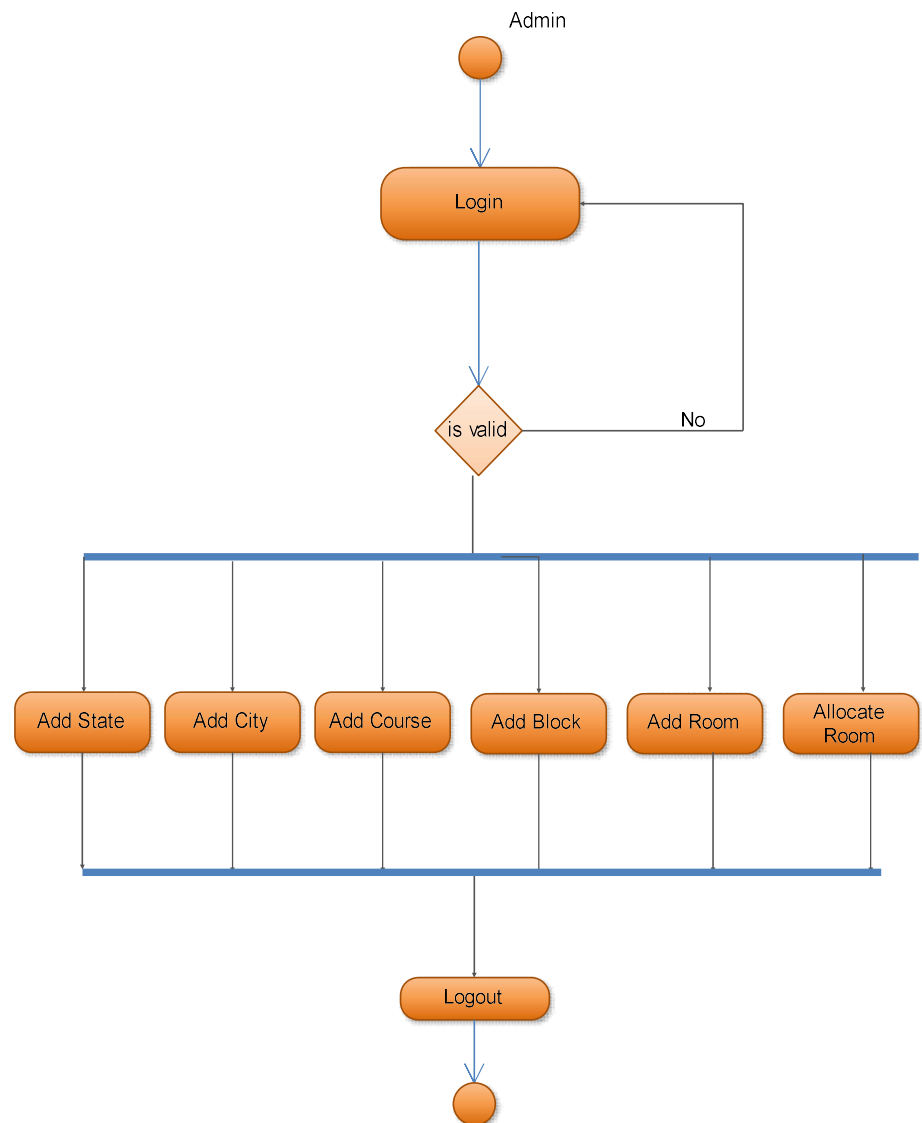 Admin
Login
is valid
No
Add State
Add City
Add Course
Add Block
Add Room
Allocate
Room
Logout